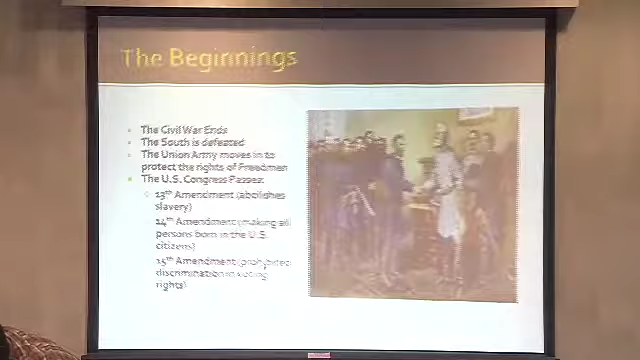 The Beginnings
The Civil War Ends
The South is defeated
The Union Army moves in to
protect the rights of Freedmen
The U.S. Congress Passes:
13th Amendment (abolishes
slavery)
14th Amendment (making all
persons born in the U.S.
citizens)
15th Amendment (prohibited
discrimination in voting
rights)